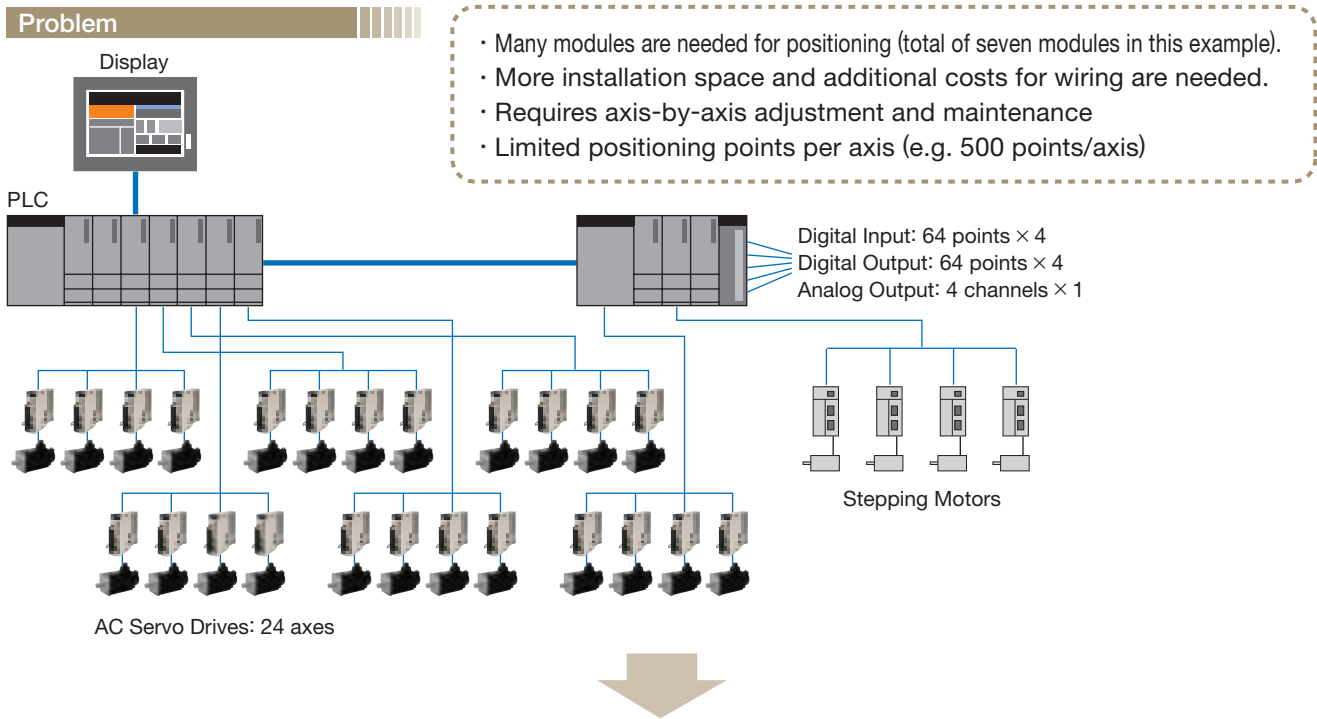 Problem
· Many modules are needed for positioning (total of seven modules in this example).
· More installation space and additional costs for wiring are needed.
· Requires axis-by-axis adjustment and maintenance
· Limited positioning points per axis (e.g. 500 points/axis)
Display
PLC
Digital Input: 64 points × 4
Digital Output: 64 points × 4
Analog Output: 4 channels × 1
Stepping Motors
AC Servo Drives: 24 axes